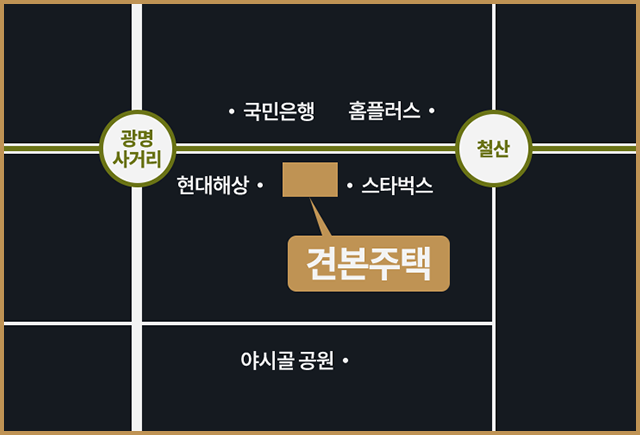 국민은행
홈플러스
광명
사거리
철산
현대해상
스타벅스
견본주택
야시골 공원